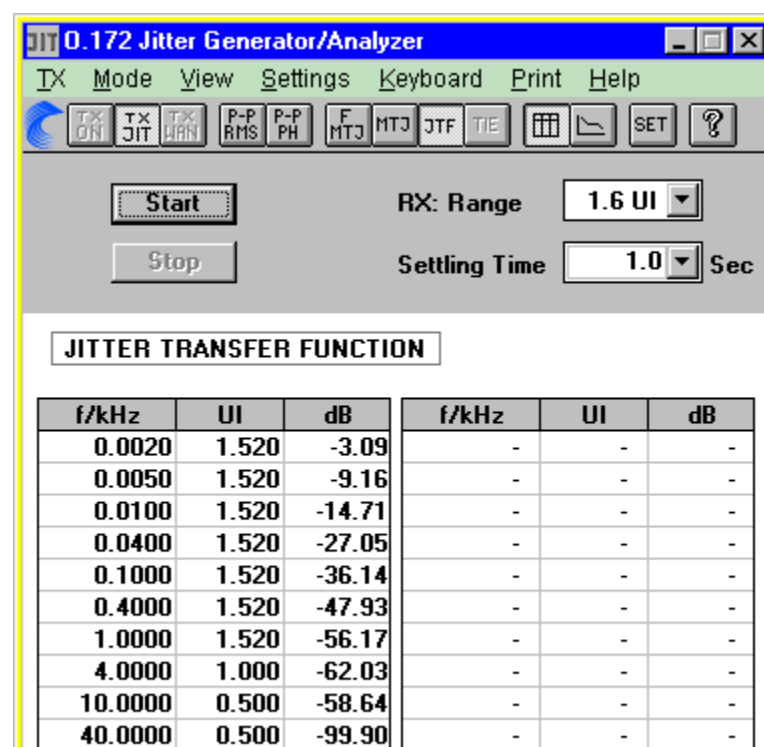 JIT O.172 Jitter Generator/Analyzer
TX Mode View Settings Keyboard Print Help
TX ON TX JIT TX WAN P-P RMS P-P PH F MTJ MTJ JTF TIE SET ?
Start RX: Range 1.6 UI
Stop Settling Time 1.0 Sec
JITTER TRANSFER FUNCTION
f/kHz UI dB f/kHz UI dB
0.0020 1.520 -3.09 - - -
0.0050 1.520 -9.16 - - -
0.0100 1.520 -14.71 - - -
0.0400 1.520 -27.05 - - -
0.1000 1.520 -36.14 - - -
0.4000 1.520 -47.93 - - -
1.0000 1.520 -56.17 - - -
4.0000 1.000 -62.03 - - -
10.0000 0.500 -58.64 - - -
40.0000 0.500 -99.90 - - -